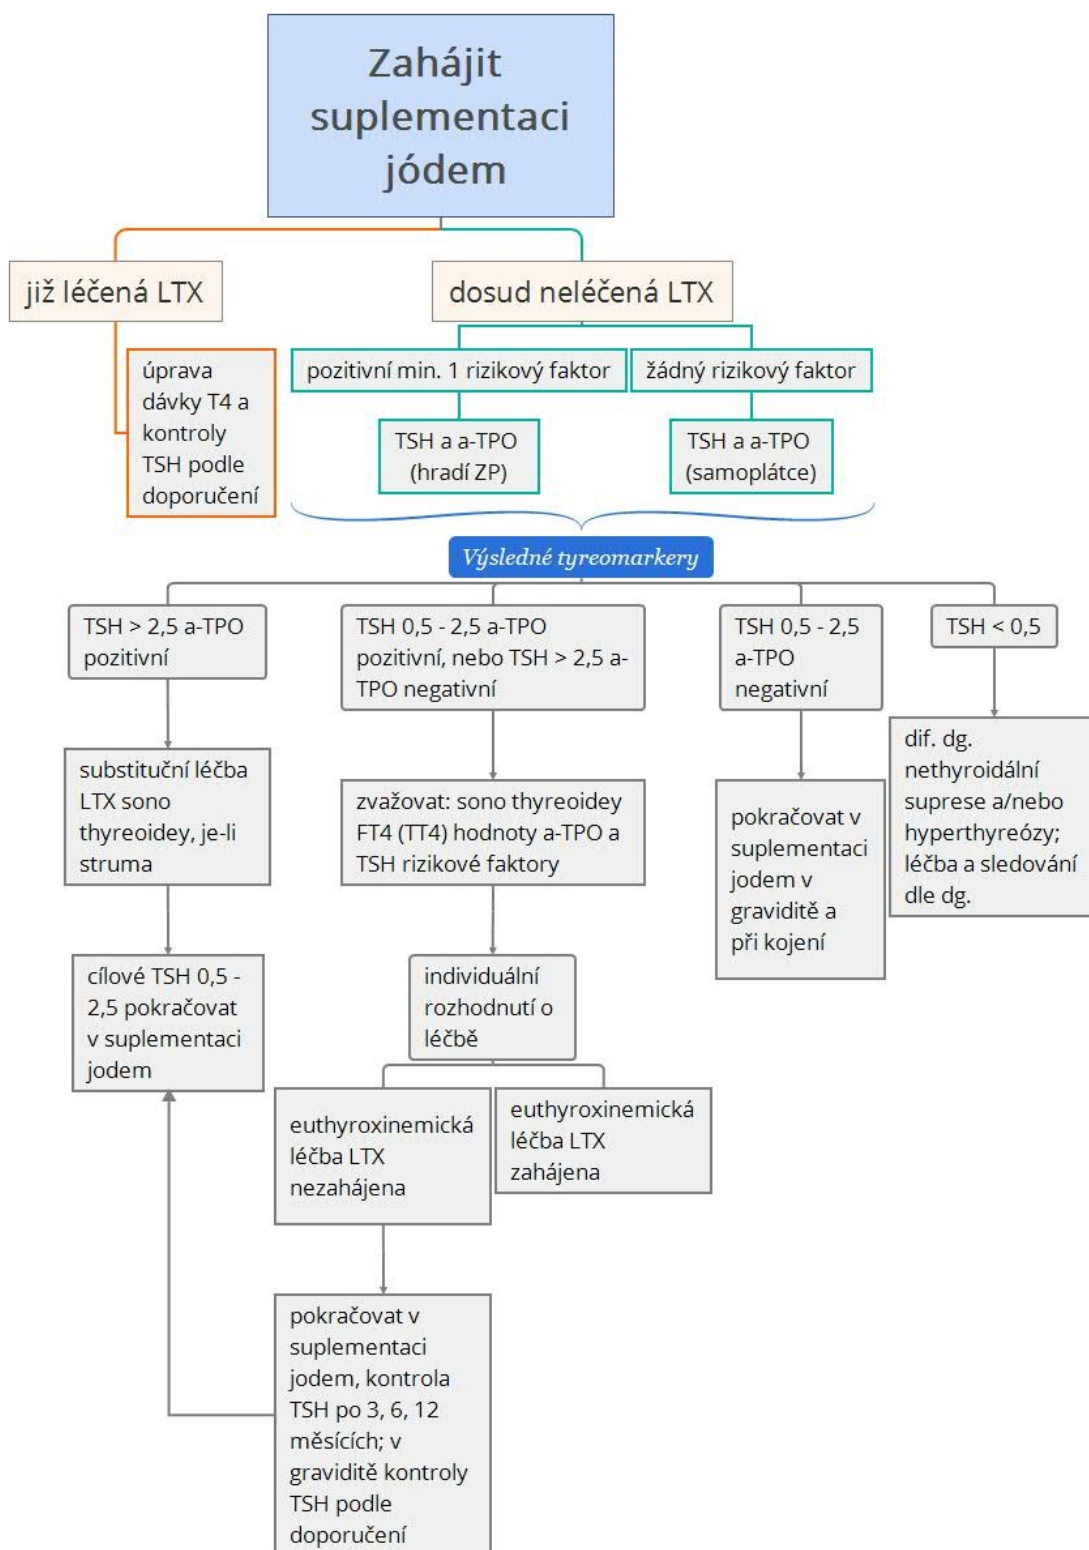 Zahájit
suplementaci
jódem
již léčená LTX
dosud neléčená LTX
úprava
dávky T4 a
kontroly
TSH podle
doporučení
pozitivní min. 1 rizikový faktor
žádný rizikový faktor
TSH a a-TPO
(hradí ZP)
TSH a a-TPO
(samoplátce)
Výsledné tyreomarkery
TSH > 2,5 a-TPO
pozitivní
TSH 0,5 - 2,5 a-TPO
pozitivní, nebo TSH > 2,5 a-
TPO negativní
TSH 0,5 - 2,5
a-TPO
negativní
TSH < 0,5
substituční léčba
LTX sono
thyreoidey, je-li
struma
zvažovat: sono thyreoidey
FT4 (TT4) hodnoty a-TPO a
TSH rizikové faktory
pokračovat v
suplementaci
jodem v
graviditě a
při kojení
dif. dg.
nethyroidální
suprese a/nebo
hyperthyreózy;
léčba a sledování
dle dg.
cílové TSH 0,5 -
2,5 pokračovat
v suplementaci
jodem
individuální
rozhodnutí o
léčbě
euthyroxinemická
léčba LTX
nezahájena
euthyroxinemická
léčba LTX
zahájena
pokračovat v
suplementaci
jodem, kontrola
TSH po 3, 6, 12
měsících; v
graviditě kontroly
TSH podle
doporučení